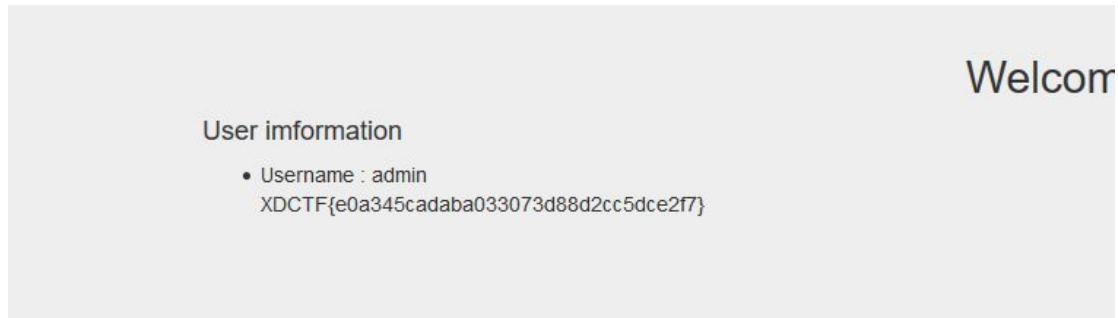 Welcom
User imformation
Username : admin
XDCTF{e0a345cadaba033073d88d2cc5dce2f7}